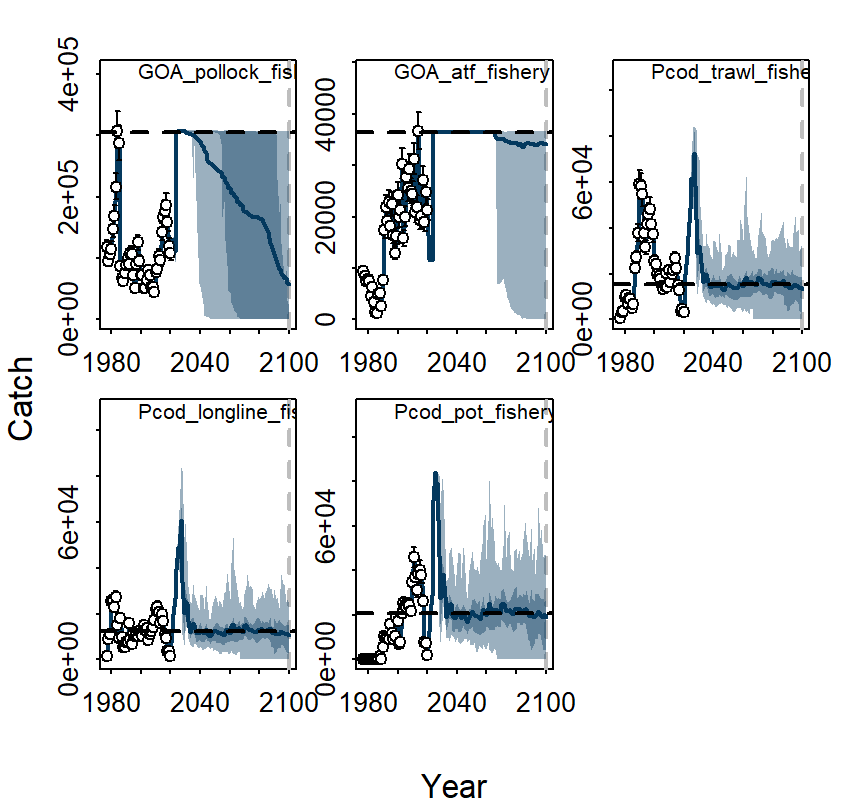 GOA_pollock_fis
GOA_atf_fishery
Pcod_trawl_fishe
4e+05
2e+05
0e+00
40000
20000
0
6e+04
0e+00
1980 2040 2100
1980 2040 2100
1980 2040 2100
Catch
Pcod_longline_fis
Pcod_pot_fishery
6e+04
0e+00
6e+04
0e+00
1980 2040 2100
1980 2040 2100
Year